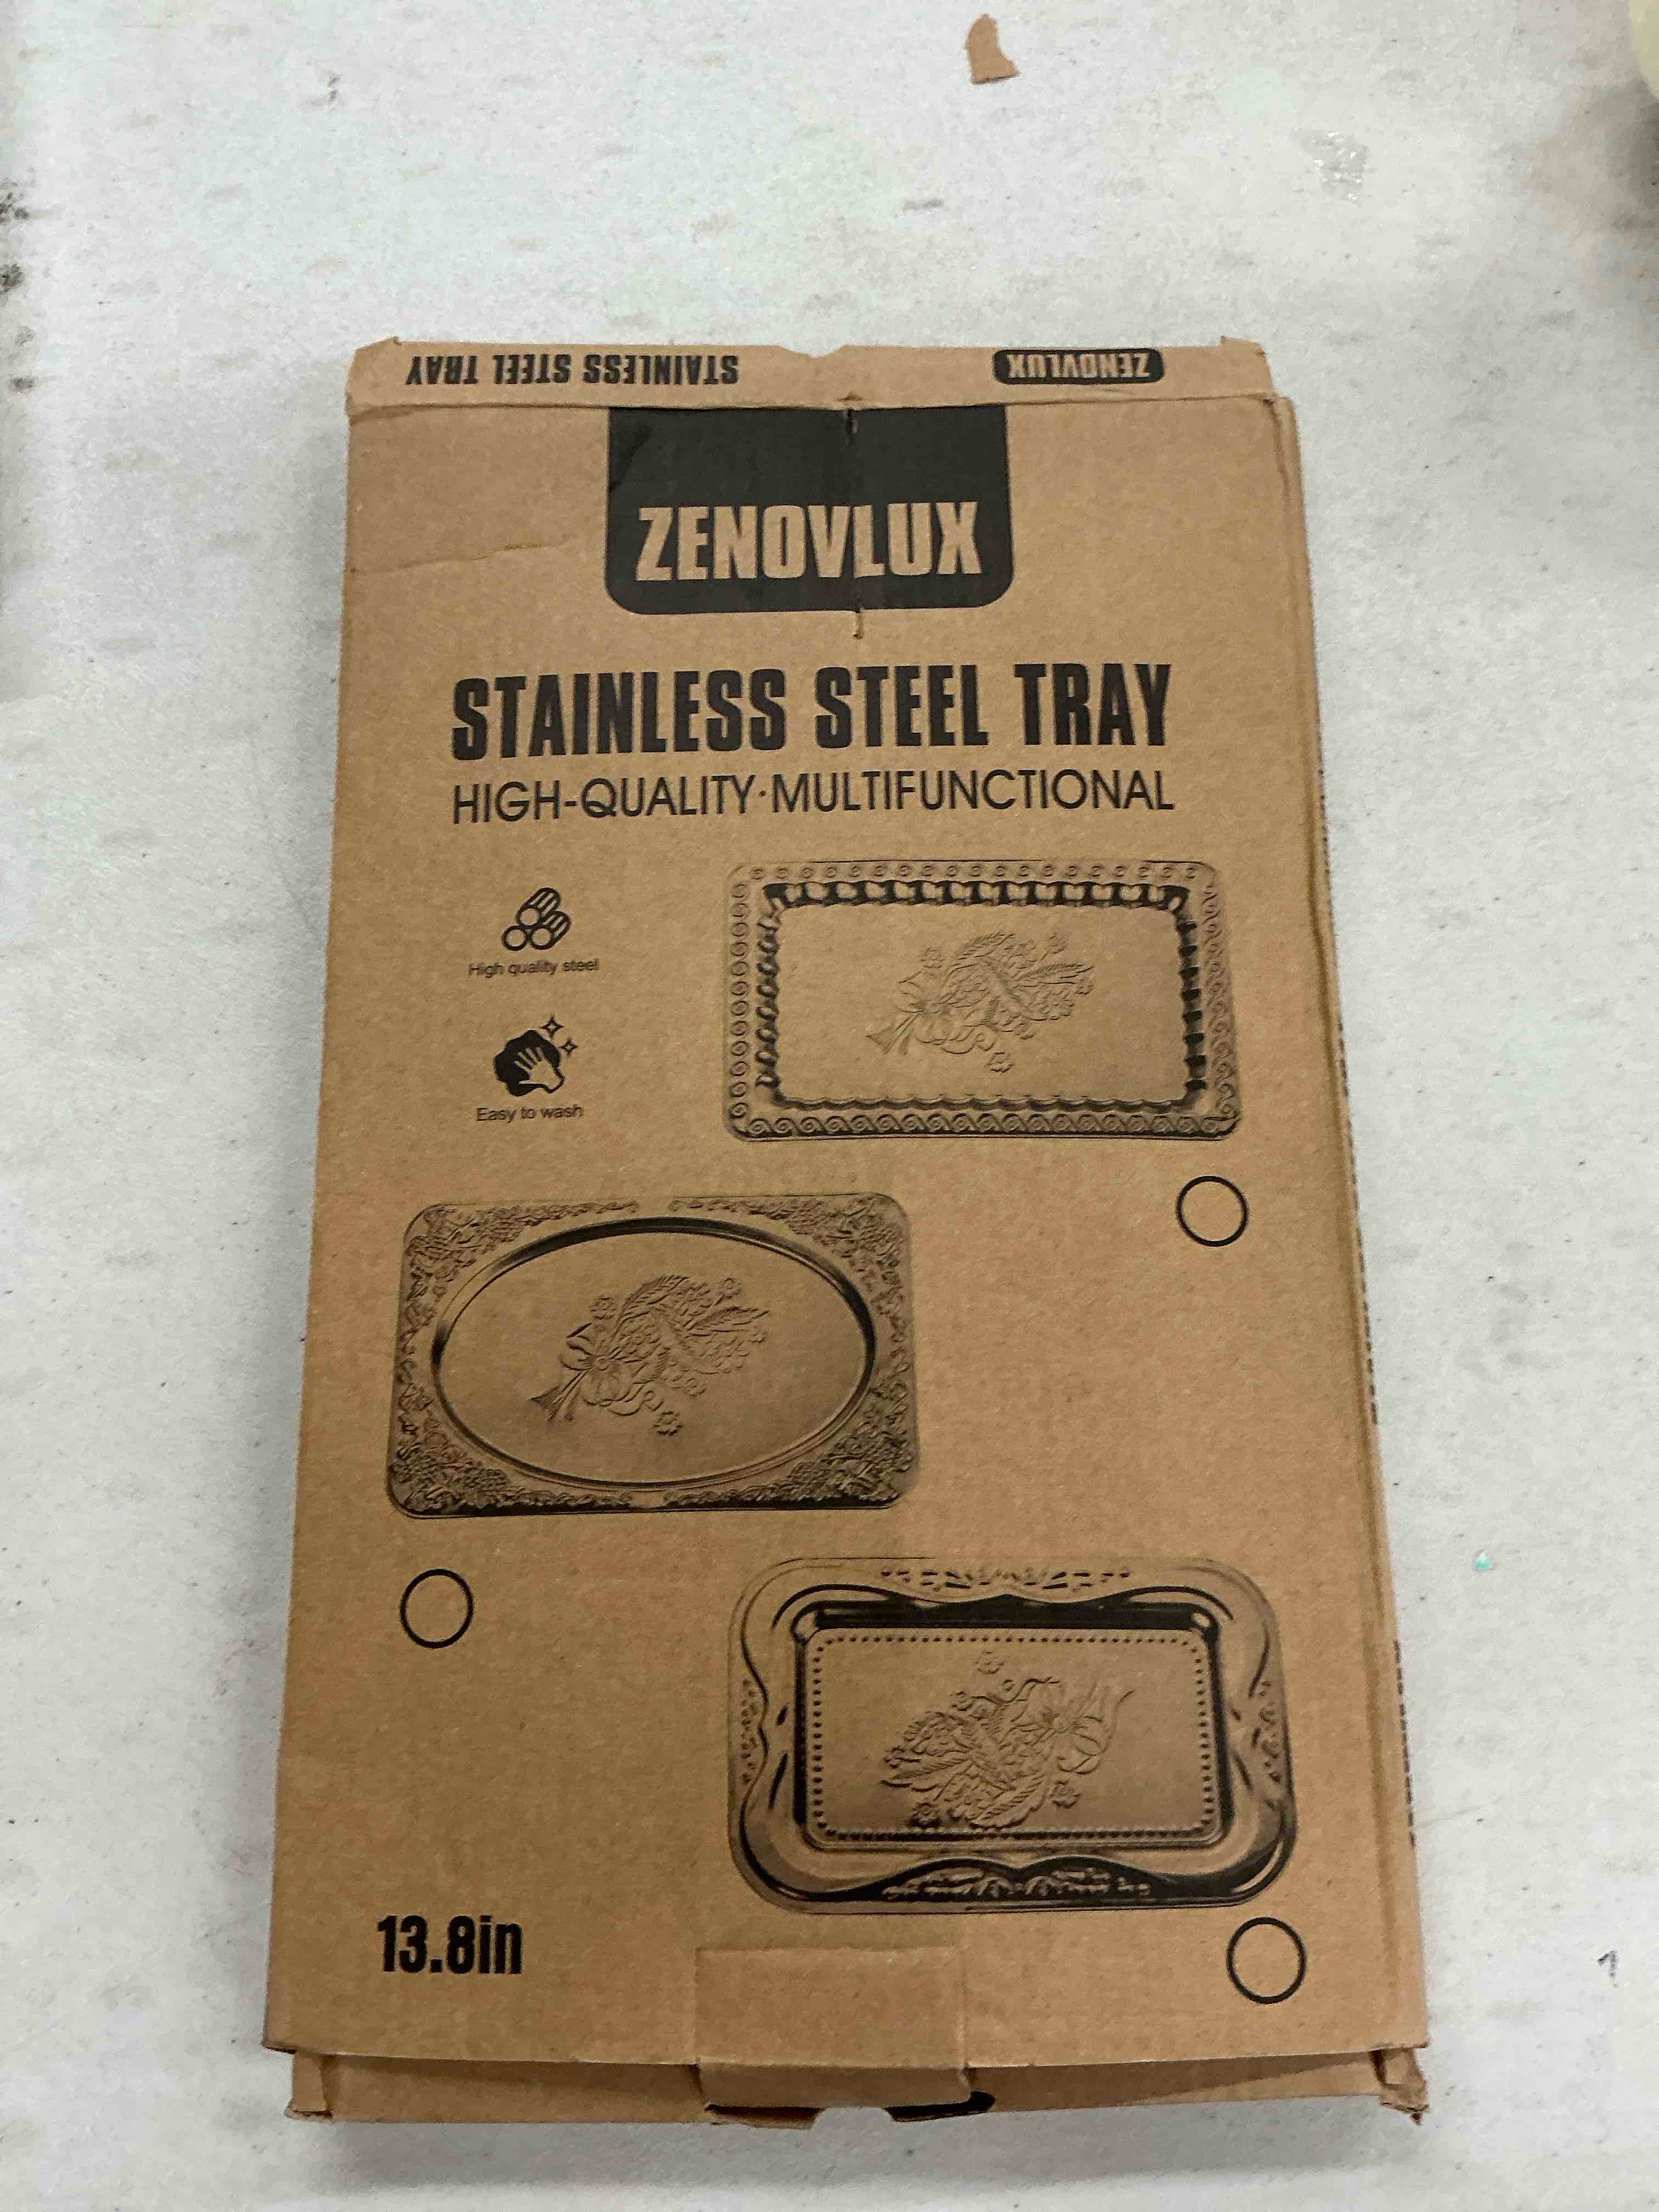 STAINLESS STEEL TRAY
ZENOVLUX
ZENOVLUX
STAINLESS STEEL TRAY
HIGH-QUALITY·MULTIFUNCTIONAL
High quality steel
Easy to wash
13.8in